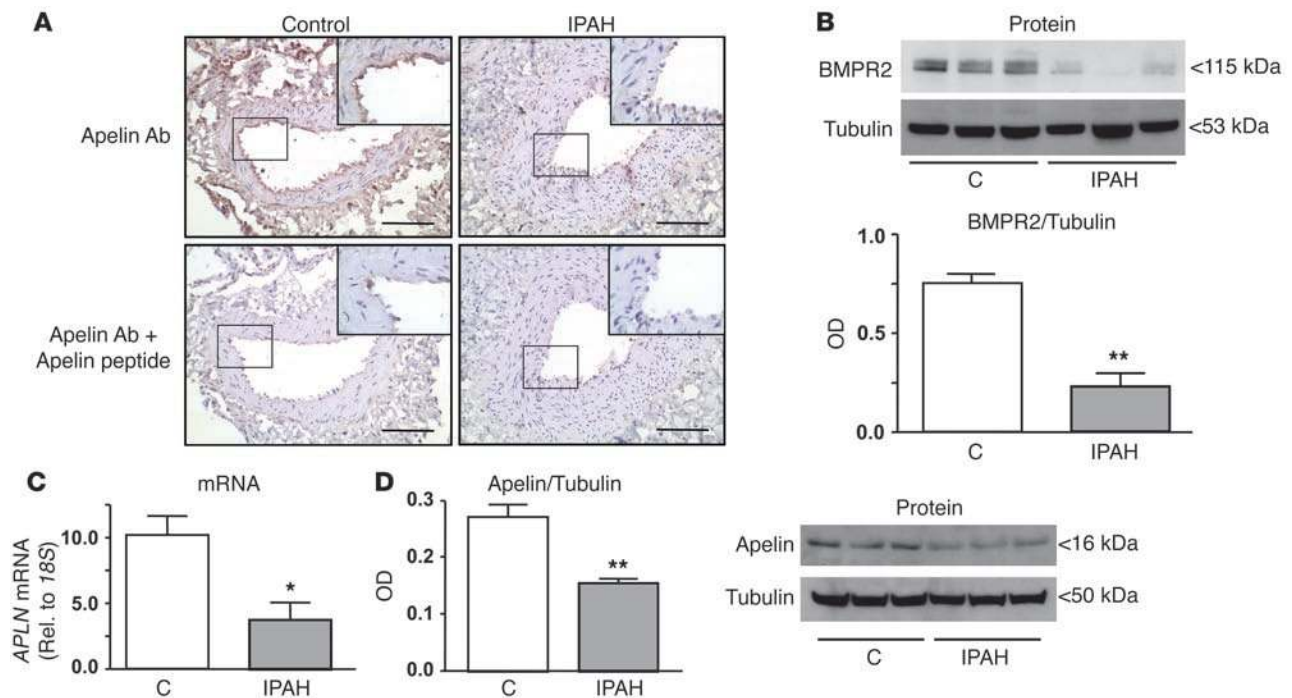 A
Control
IPAH
Apelin Ab
Apelin Ab +
Apelin peptide
B
Protein
BMPR2
<115 kDa
Tubulin
<53 kDa
C
IPAH
BMPR2/Tubulin
1.0
0.5
0.0
OD
**
C
IPAH
C
mRNA
APLN mRNA
(Rel. to 18S)
10.0
5.0
0.0
*
C
IPAH
D
Apelin/Tubulin
0.3
0.2
0.1
0.0
OD
**
C
IPAH
Protein
Apelin
<16 kDa
Tubulin
<50 kDa
C
IPAH